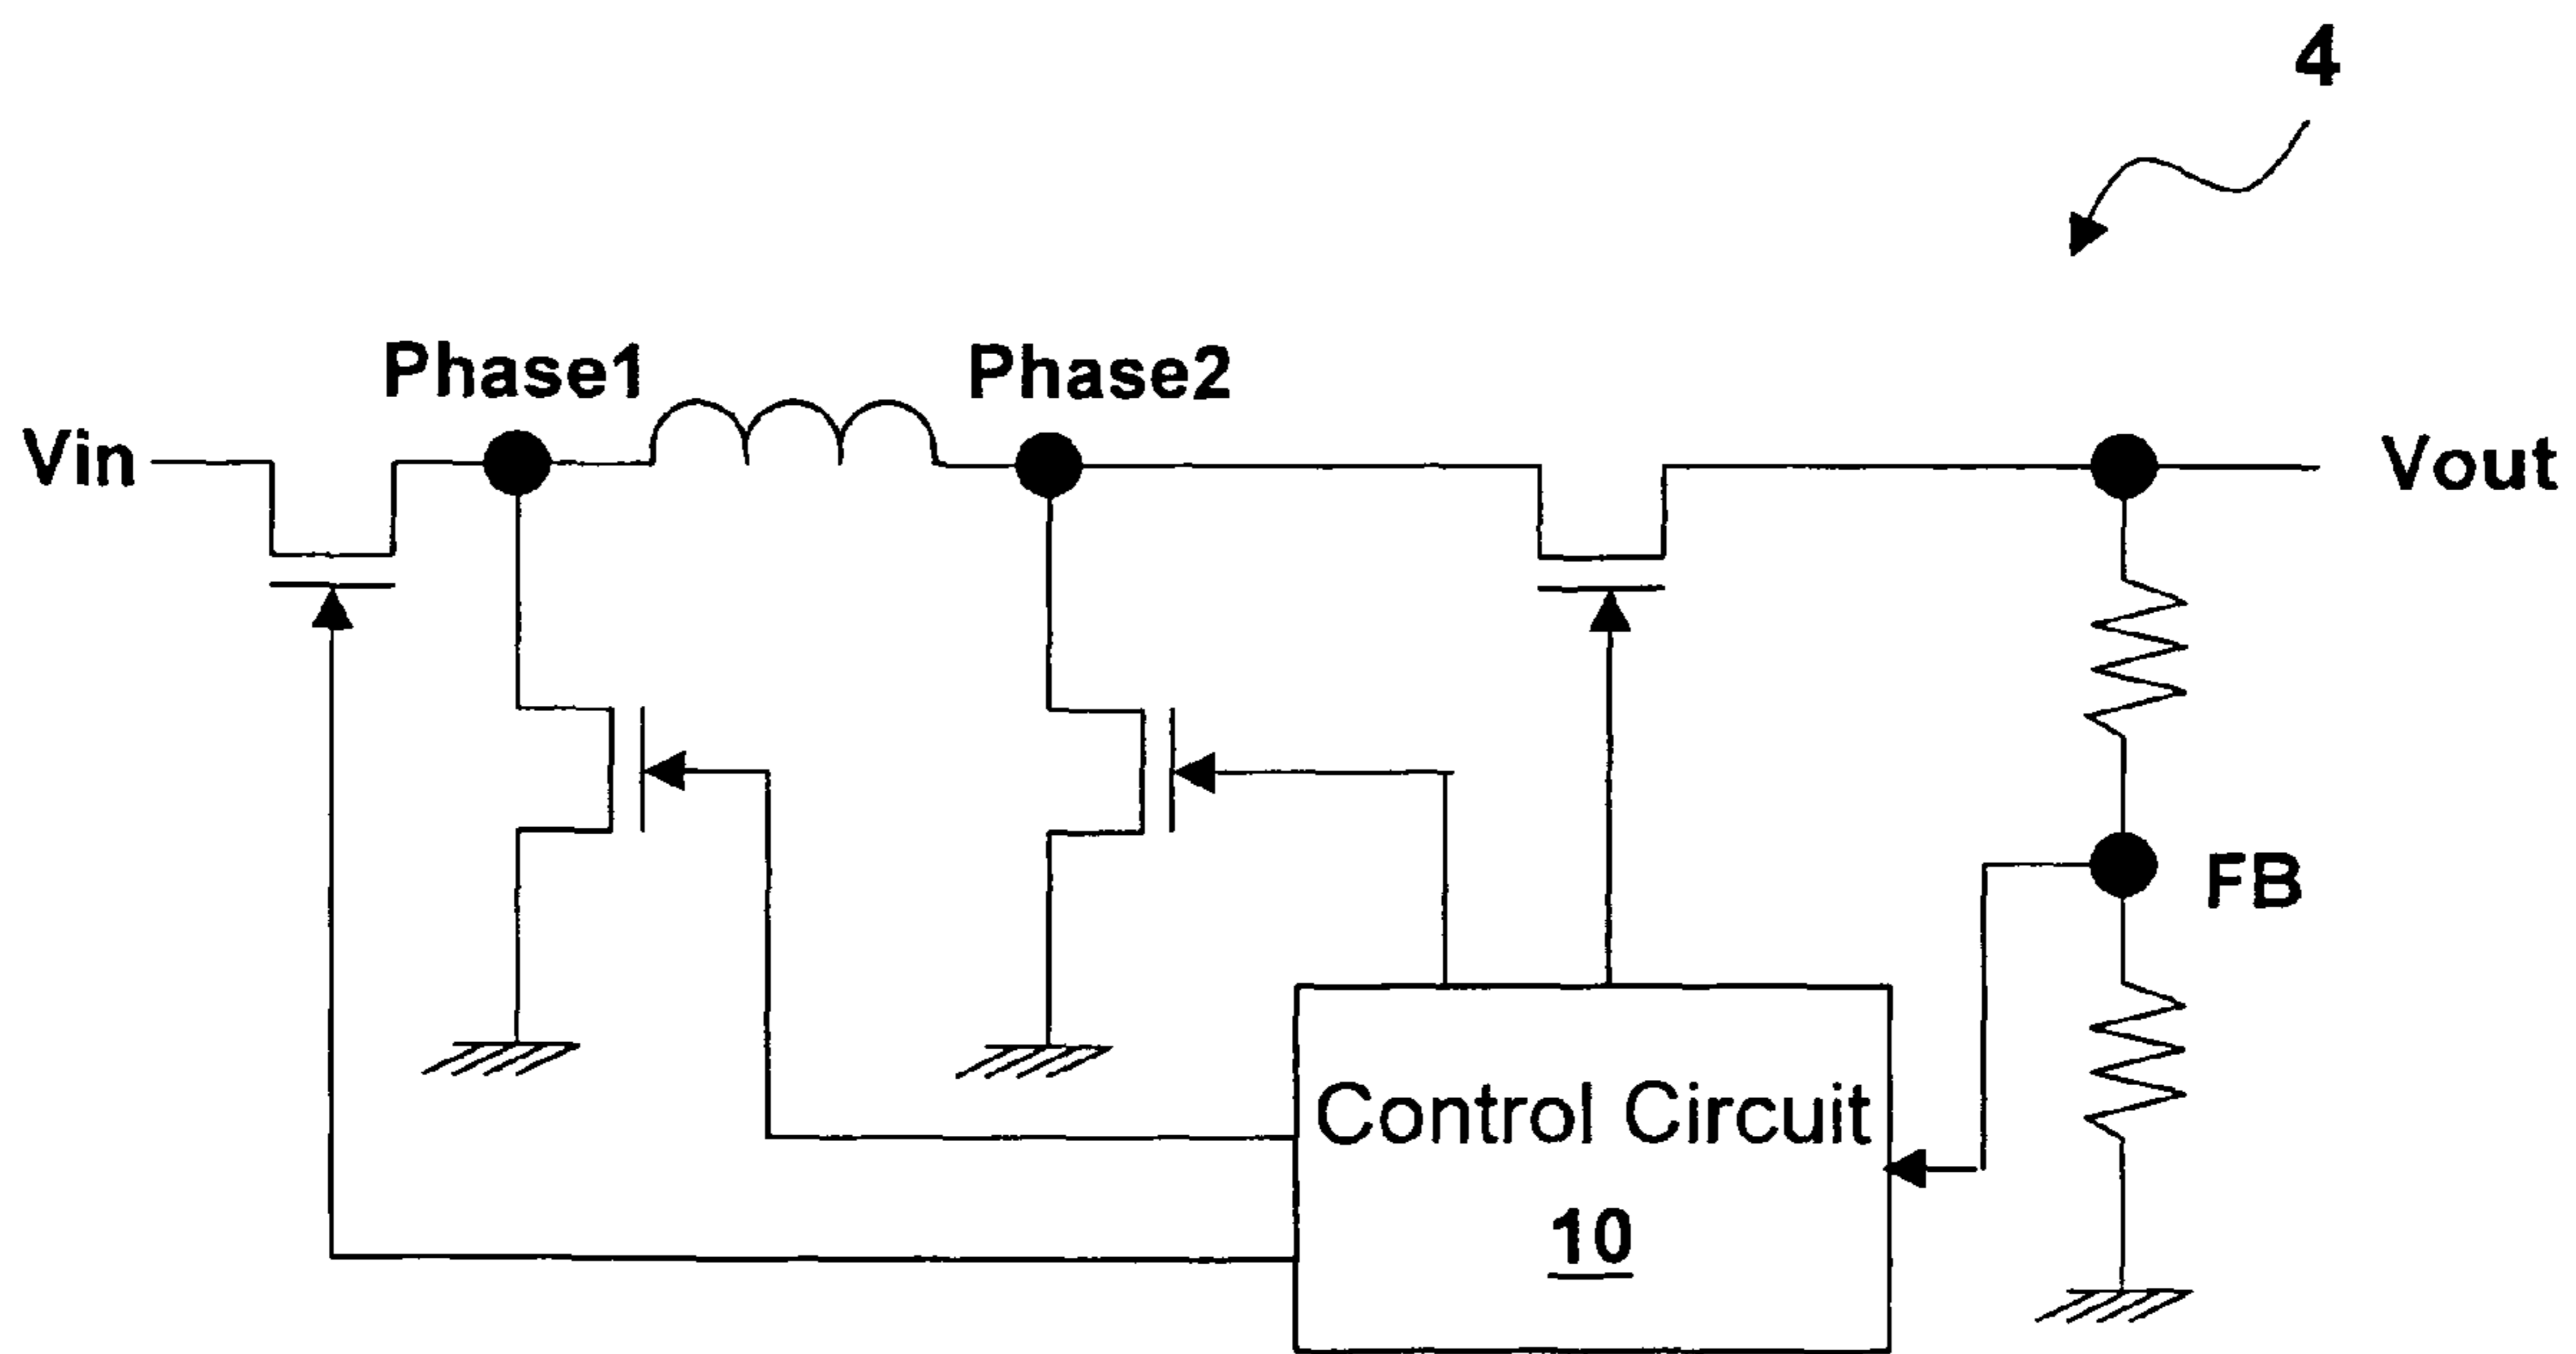 4
Phase1
Phase2
Vin
Vout
FB
Control Circuit
10